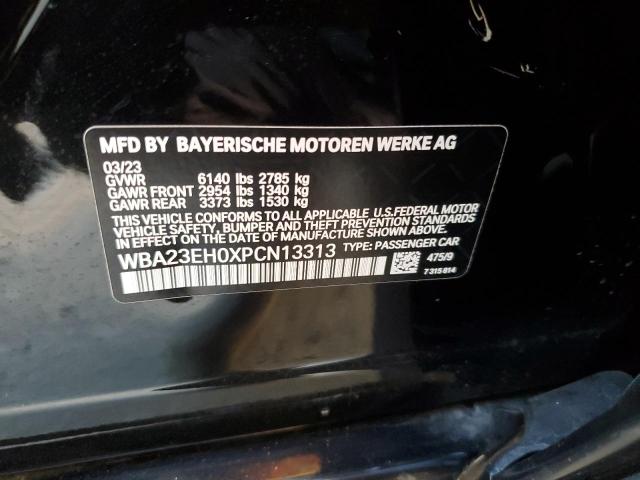 MFD BY BAYERISCHE MOTOREN WERKE AG
03/23
GVWR 6140 lbs 2785 kg
GAWR FRONT 2954 lbs 1340 kg
GAWR REAR 3373 lbs 1530 kg
THIS VEHICLE CONFORMS TO ALL APPLICABLE U.S. FEDERAL MOTOR
VEHICLE SAFETY, BUMPER AND THEFT PREVENTION STANDARDS
IN EFFECT ON THE DATE OF MANUFACTURE SHOWN ABOVE.
WBA23EH0XPCN13313 TYPE: PASSENGER CAR
475/9
7 315 814